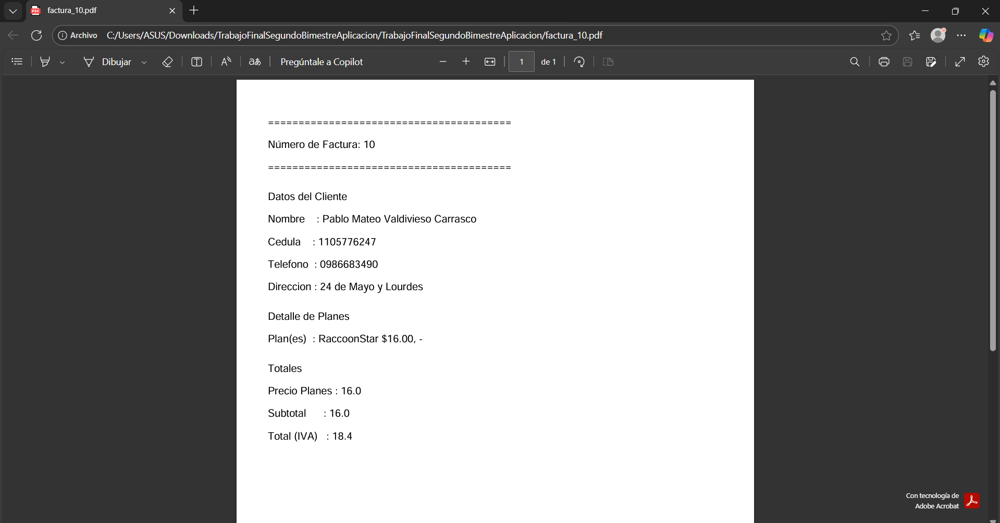 factura_10.pdf
Archivo C:/Users/ASUS/Downloads/TrabajoFinalSegundoBimestreAplicacion/TrabajoFinalSegundoBimestreAplicacion/factura_10.pdf
Dibujar T A aあ Pregúntale a Copilot 1 de 1
========================================
Número de Factura: 10
========================================
Datos del Cliente
Nombre : Pablo Mateo Valdivieso Carrasco
Cedula : 1105776247
Telefono : 0986683490
Direccion : 24 de Mayo y Lourdes
Detalle de Planes
Plan(es) : RaccoonStar $16.00, -
Totales
Precio Planes : 16.0
Subtotal : 16.0
Total (IVA) : 18.4
Con tecnología de
Adobe Acrobat